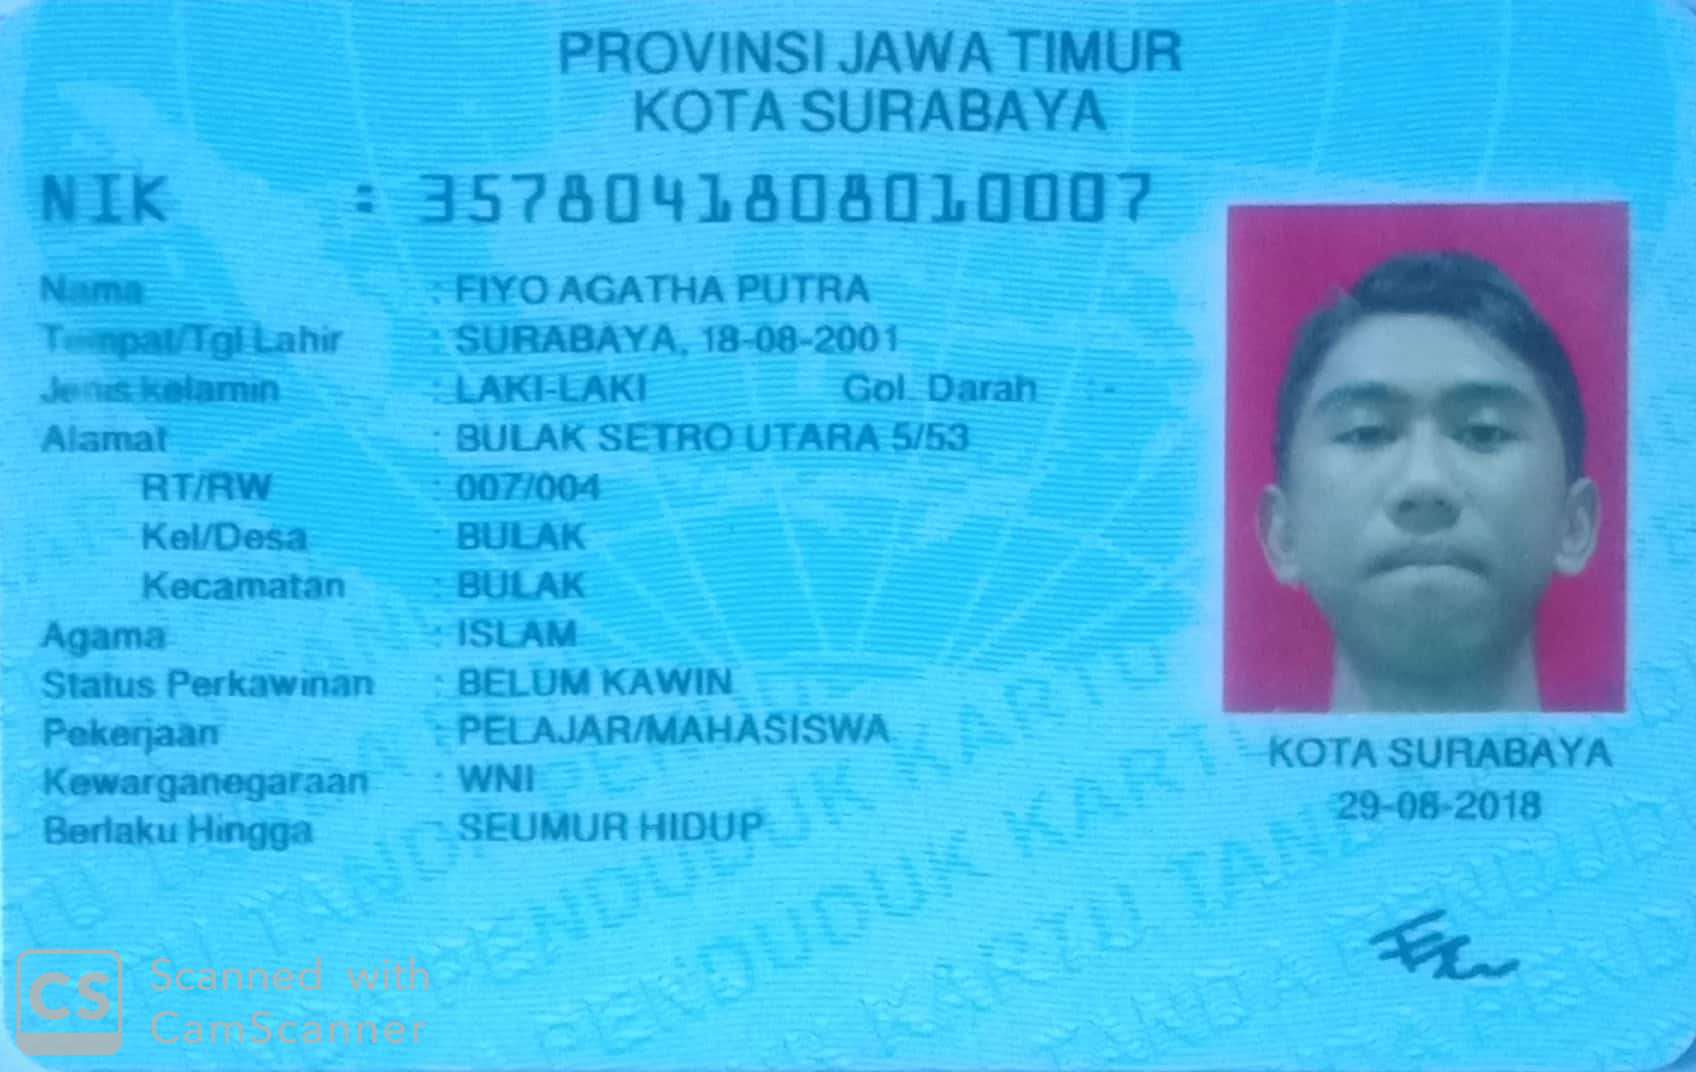 PROVINSI JAWA TIMUR
KOTA SURABAYA
NIK : 3578041808010007
Nama : FIYO AGATHA PUTRA
Tempat/Tgl Lahir : SURABAYA, 18-08-2001
Jenis kelamin : LAKI-LAKI Gol. Darah : -
Alamat : BULAK SETRO UTARA 5/53
RT/RW : 007/004
Kel/Desa : BULAK
Kecamatan : BULAK
Agama : ISLAM
Status Perkawinan : BELUM KAWIN
Pekerjaan : PELAJAR/MAHASISWA
Kewarganegaraan : WNI
Berlaku Hingga : SEUMUR HIDUP
KOTA SURABAYA
29-08-2018
CS Scanned with
CamScanner